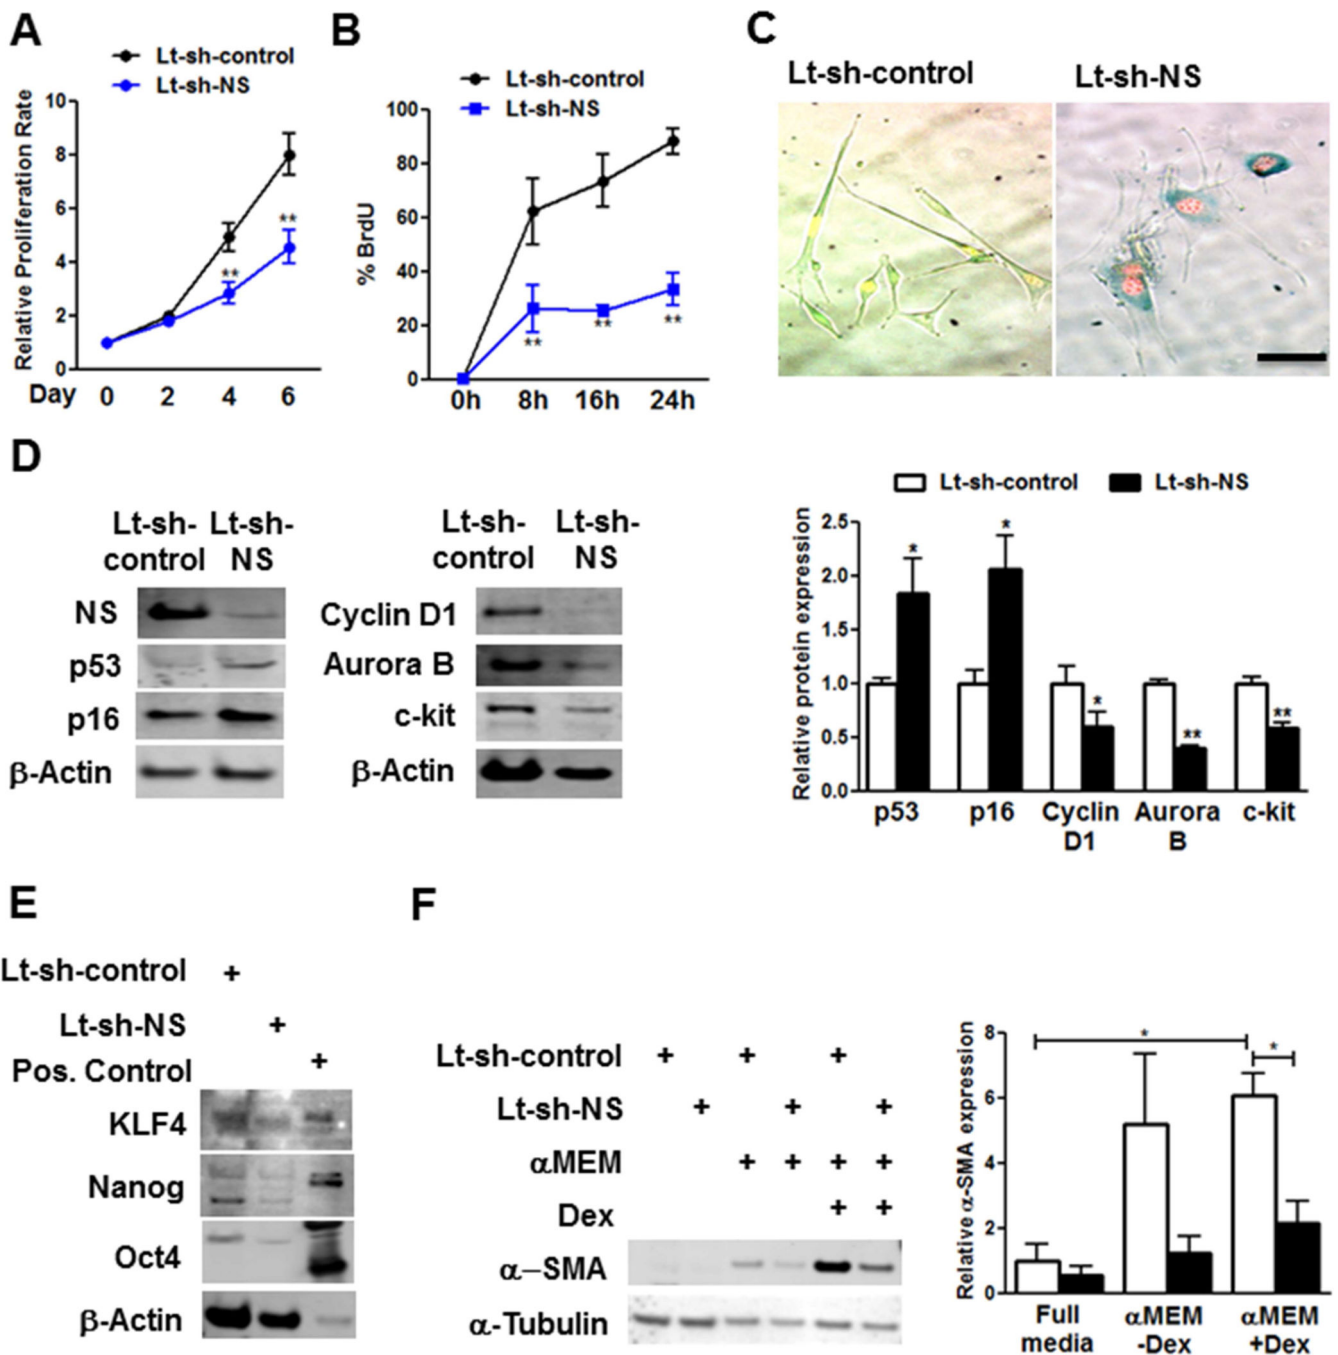 A
Lt-sh-control
Lt-sh-NS
Relative Proliferation Rate
10
8
6
4
2
0
**
**
Day 0 2 4 6
B
Lt-sh-control
Lt-sh-NS
% BrdU
100
80
60
40
20
0
**
**
**
0h 8h 16h 24h
C
Lt-sh-control Lt-sh-NS
D
Lt-sh- Lt-sh-
control NS
NS
p53
p16
β-Actin
Lt-sh- Lt-sh-
control NS
Cyclin D1
Aurora B
c-kit
β-Actin
Lt-sh-control Lt-sh-NS
Relative protein expression
2.5
2.0
1.5
1.0
0.5
0.0
* * * ** **
p53 p16 Cyclin Aurora c-kit
D1 B
E
Lt-sh-control +
Lt-sh-NS +
Pos. Control +
KLF4
Nanog
Oct4
β-Actin
F
Lt-sh-control + + +
Lt-sh-NS + + +
αMEM + + + +
Dex + +
α–SMA
α-Tubulin
Relative α-SMA expression
8
6
4
2
0
*
*
Full αMEM αMEM
media -Dex +Dex